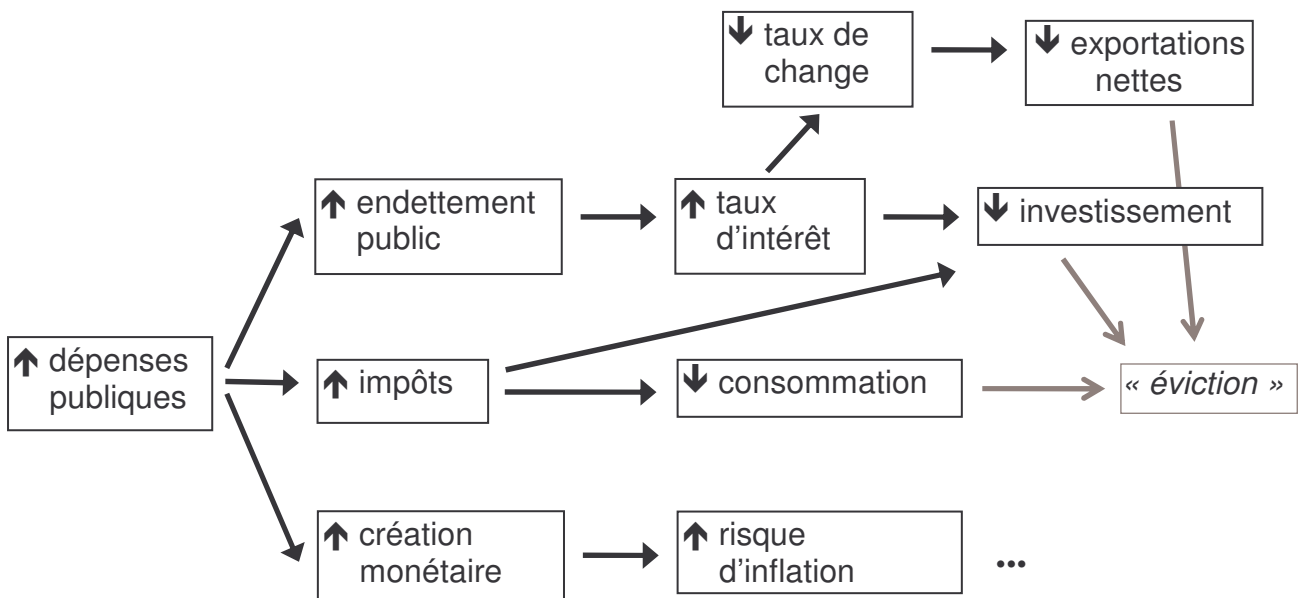 ↓ taux de
change
↓ exportations
nettes
↑ endettement
public
↑ taux
d'intérêt
↓ investissement
↑ dépenses
publiques
↑ impôts
↓ consommation
« éviction »
↑ création
monétaire
↑ risque
d'inflation
...